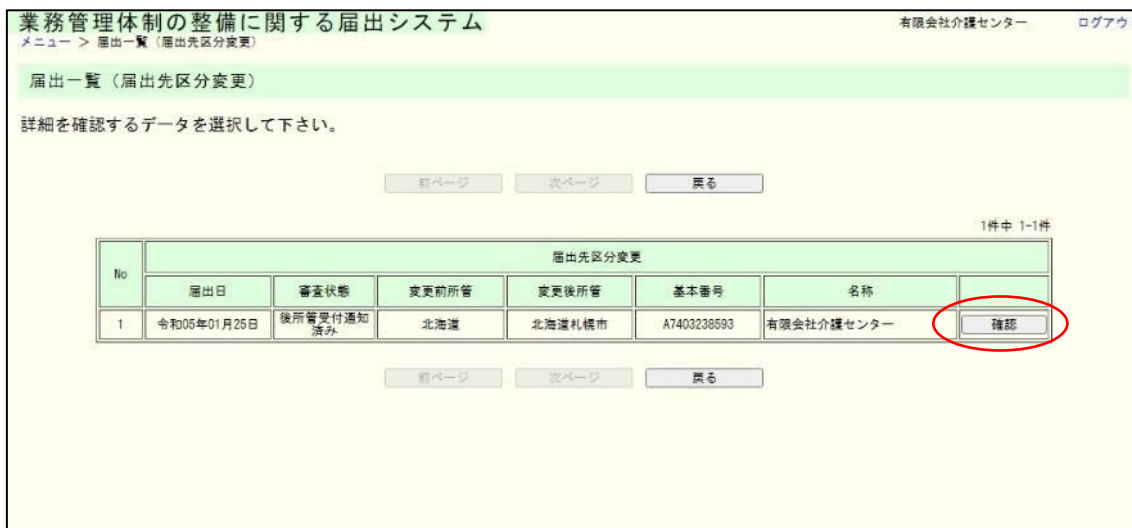 業務管理体制の整備に関する届出システム
有限会社介護センター ログアウ
メニュー > 届出一覧（届出先区分変更）
届出一覧（届出先区分変更）
詳細を確認するデータを選択して下さい。
前ページ 次ページ 戻る
1件中 1-1件
No 届出先区分変更
届出日 審査状態 変更前所管 変更後所管 基本番号 名称
1 令和05年01月25日 後所管受付通知済み 北海道 北海道札幌市 A7403238593 有限会社介護センター 確認
前ページ 次ページ 戻る